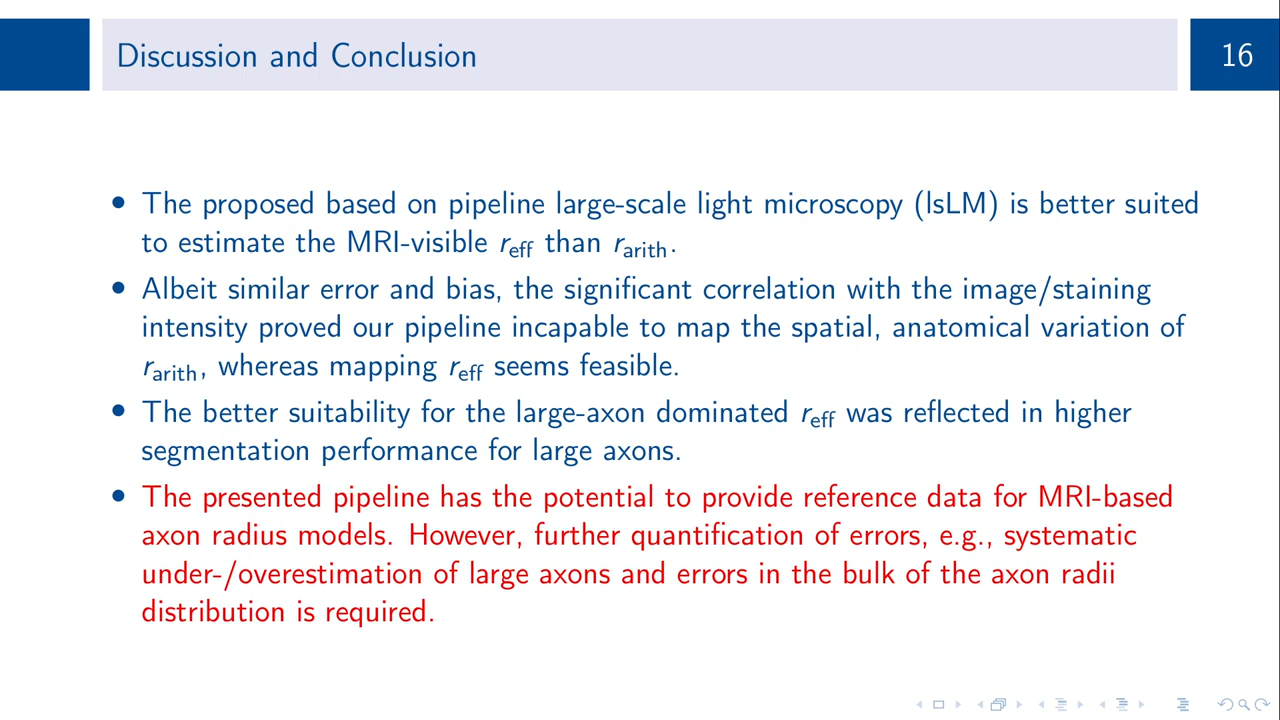 Discussion and Conclusion
16
• The proposed based on pipeline large-scale light microscopy (lsLM) is better suited
to estimate the MRI-visible r_eff than r_arith.
• Albeit similar error and bias, the significant correlation with the image/staining
intensity proved our pipeline incapable to map the spatial, anatomical variation of
r_arith, whereas mapping r_eff seems feasible.
• The better suitability for the large-axon dominated r_eff was reflected in higher
segmentation performance for large axons.
• The presented pipeline has the potential to provide reference data for MRI-based
axon radius models. However, further quantification of errors, e.g., systematic
under-/overestimation of large axons and errors in the bulk of the axon radii
distribution is required.